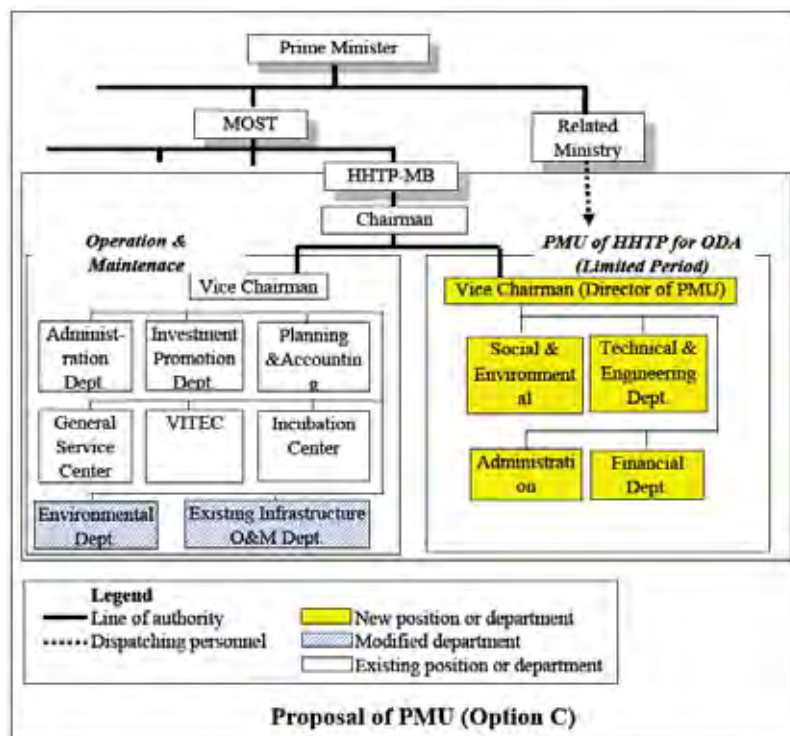 Prime Minister
MOST
Related
Ministry
HHTP-MB
Chairman
Operation &
Maintenace
PMU of HHTP for ODA
(Limited Period)
Vice Chairman
Vice Chairman (Director of PMU)
Administ-
ration
Dept.
Investment
Promotion
Dept.
Planning
&Accountin
g
Social &
Environment
al
Technical &
Engineering
Dept.
General
Service
Center
VITEC
Incubation
Center
Administrati
on
Financial
Dept.
Environmental
Dept.
Existing Infrastructure
O&M Dept.
Legend
Line of authority
Dispatching personnel
New position or department
Modified department
Existing position or department
Proposal of PMU (Option C)